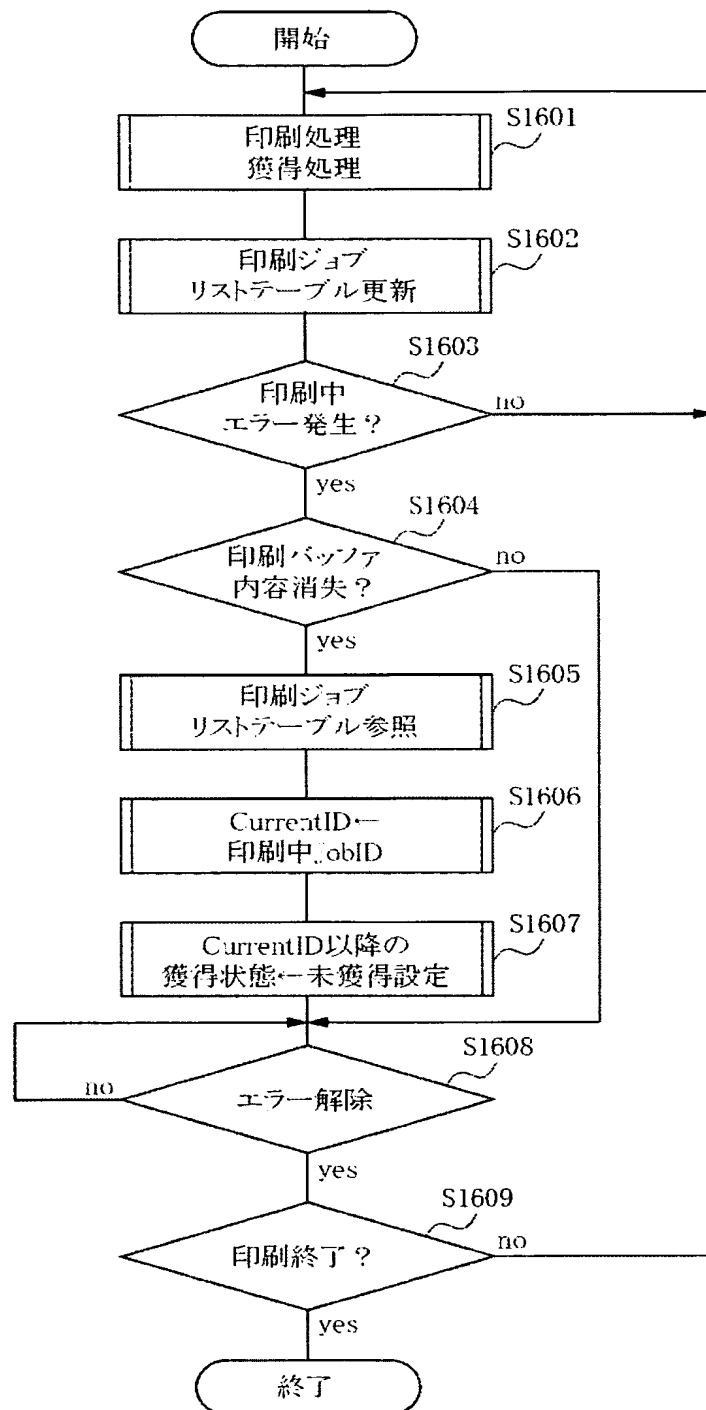 開始
S1601
印刷処理
獲得処理
S1602
印刷ジョブ
リストテーブル更新
S1603
印刷中
エラー発生？
no
yes
S1604
印刷バッファ
内容消失？
no
yes
S1605
印刷ジョブ
リストテーブル参照
S1606
CurrentID←
印刷中JobID
S1607
CurrentID以降の
獲得状態←未獲得設定
S1608
エラー解除
no
yes
S1609
印刷終了？
no
yes
終了